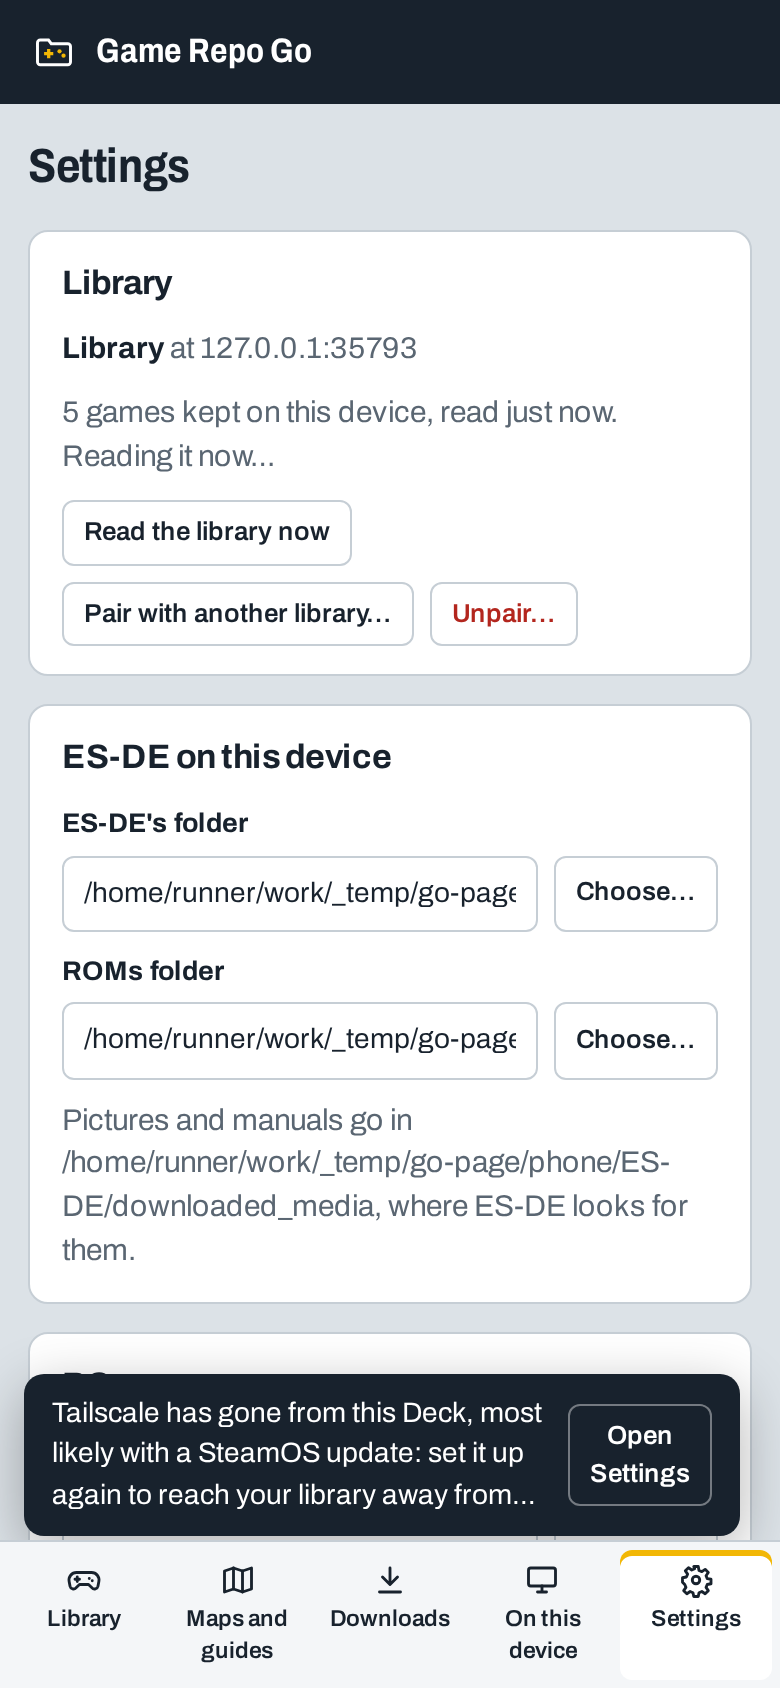 Game Repo Go
Settings
Library
Library at 127.0.0.1:35793
5 games kept on this device, read just now.
Reading it now...
Read the library now
Pair with another library...
Unpair...
ES-DE on this device
ES-DE's folder
/home/runner/work/_temp/go-page
Choose...
ROMs folder
/home/runner/work/_temp/go-page
Choose...
Pictures and manuals go in
/home/runner/work/_temp/go-page/phone/ES-
DE/downloaded_media, where ES-DE looks for
them.
Tailscale has gone from this Deck, most
likely with a SteamOS update: set it up
again to reach your library away from...
Open
Settings
Library
Maps and
guides
Downloads
On this
device
Settings